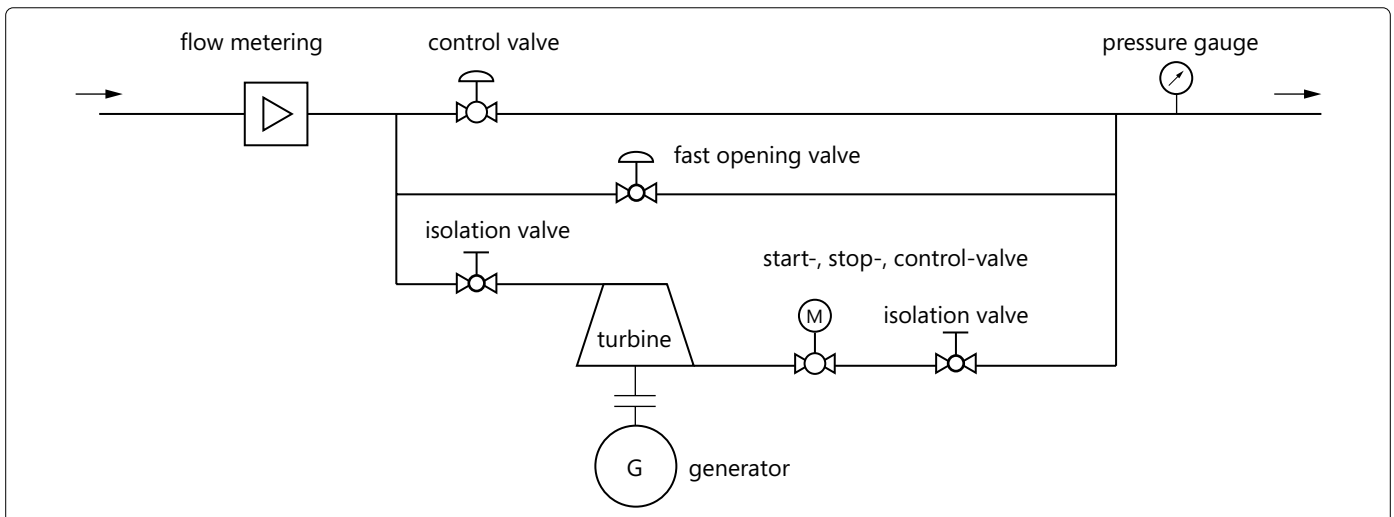 flow metering
control valve
pressure gauge
fast opening valve
isolation valve
start-, stop-, control-valve
M
isolation valve
turbine
G
generator